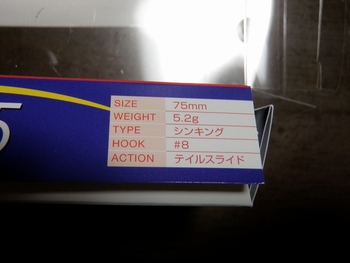 5
SIZE 75mm
WEIGHT 5.2g
TYPE シンキング
HOOK #8
ACTION テイルスライド